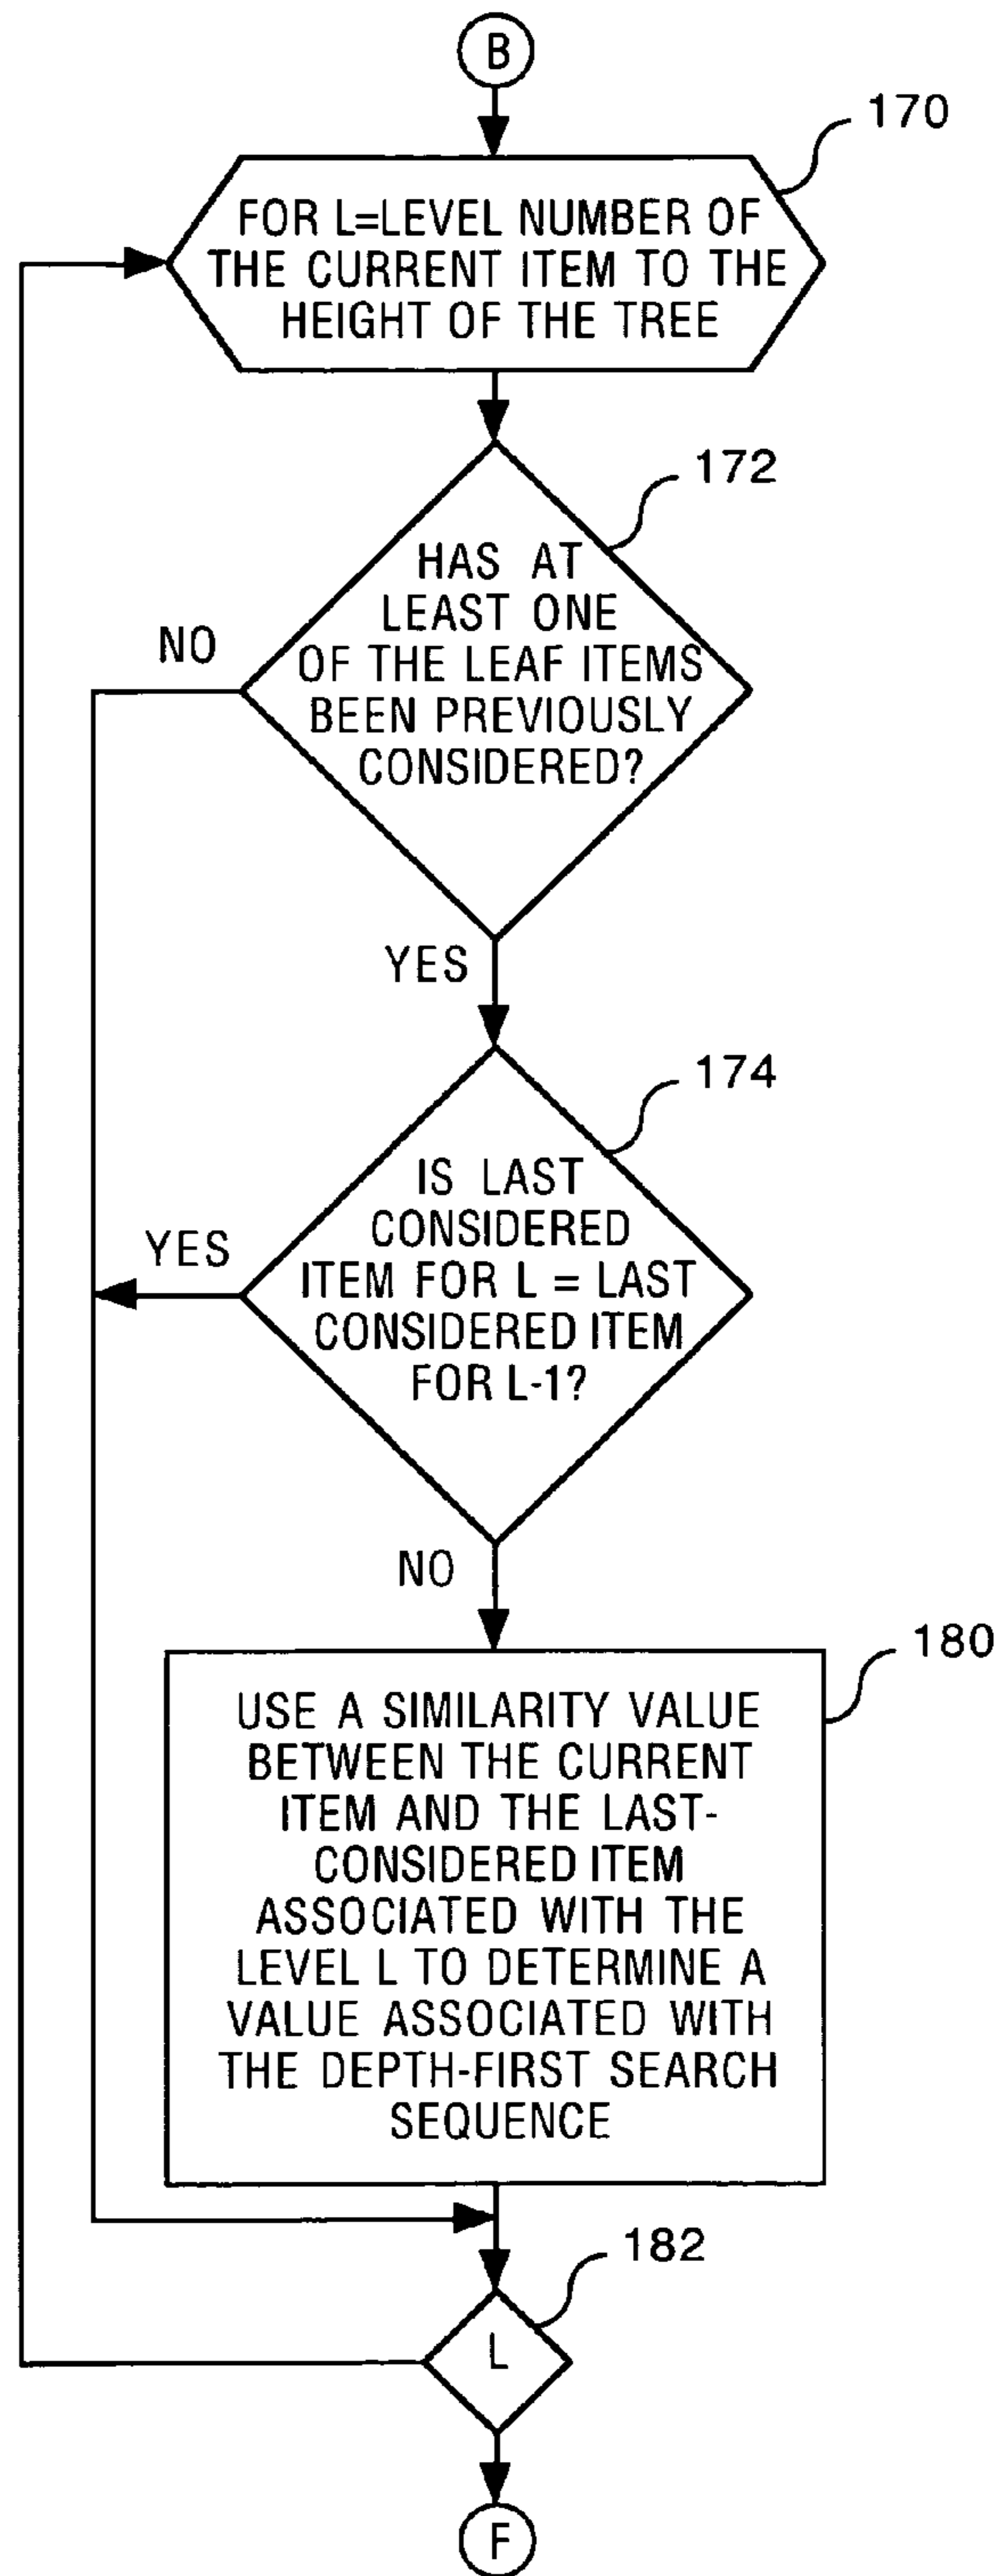 B
170
FOR L=LEVEL NUMBER OF
THE CURRENT ITEM TO THE
HEIGHT OF THE TREE
172
HAS AT
LEAST ONE
OF THE LEAF ITEMS
BEEN PREVIOUSLY
CONSIDERED?
NO
YES
174
IS LAST
CONSIDERED
ITEM FOR L = LAST
CONSIDERED ITEM
FOR L-1?
YES
NO
180
USE A SIMILARITY VALUE
BETWEEN THE CURRENT
ITEM AND THE LAST-
CONSIDERED ITEM
ASSOCIATED WITH THE
LEVEL L TO DETERMINE A
VALUE ASSOCIATED WITH
THE DEPTH-FIRST SEARCH
SEQUENCE
182
L
F